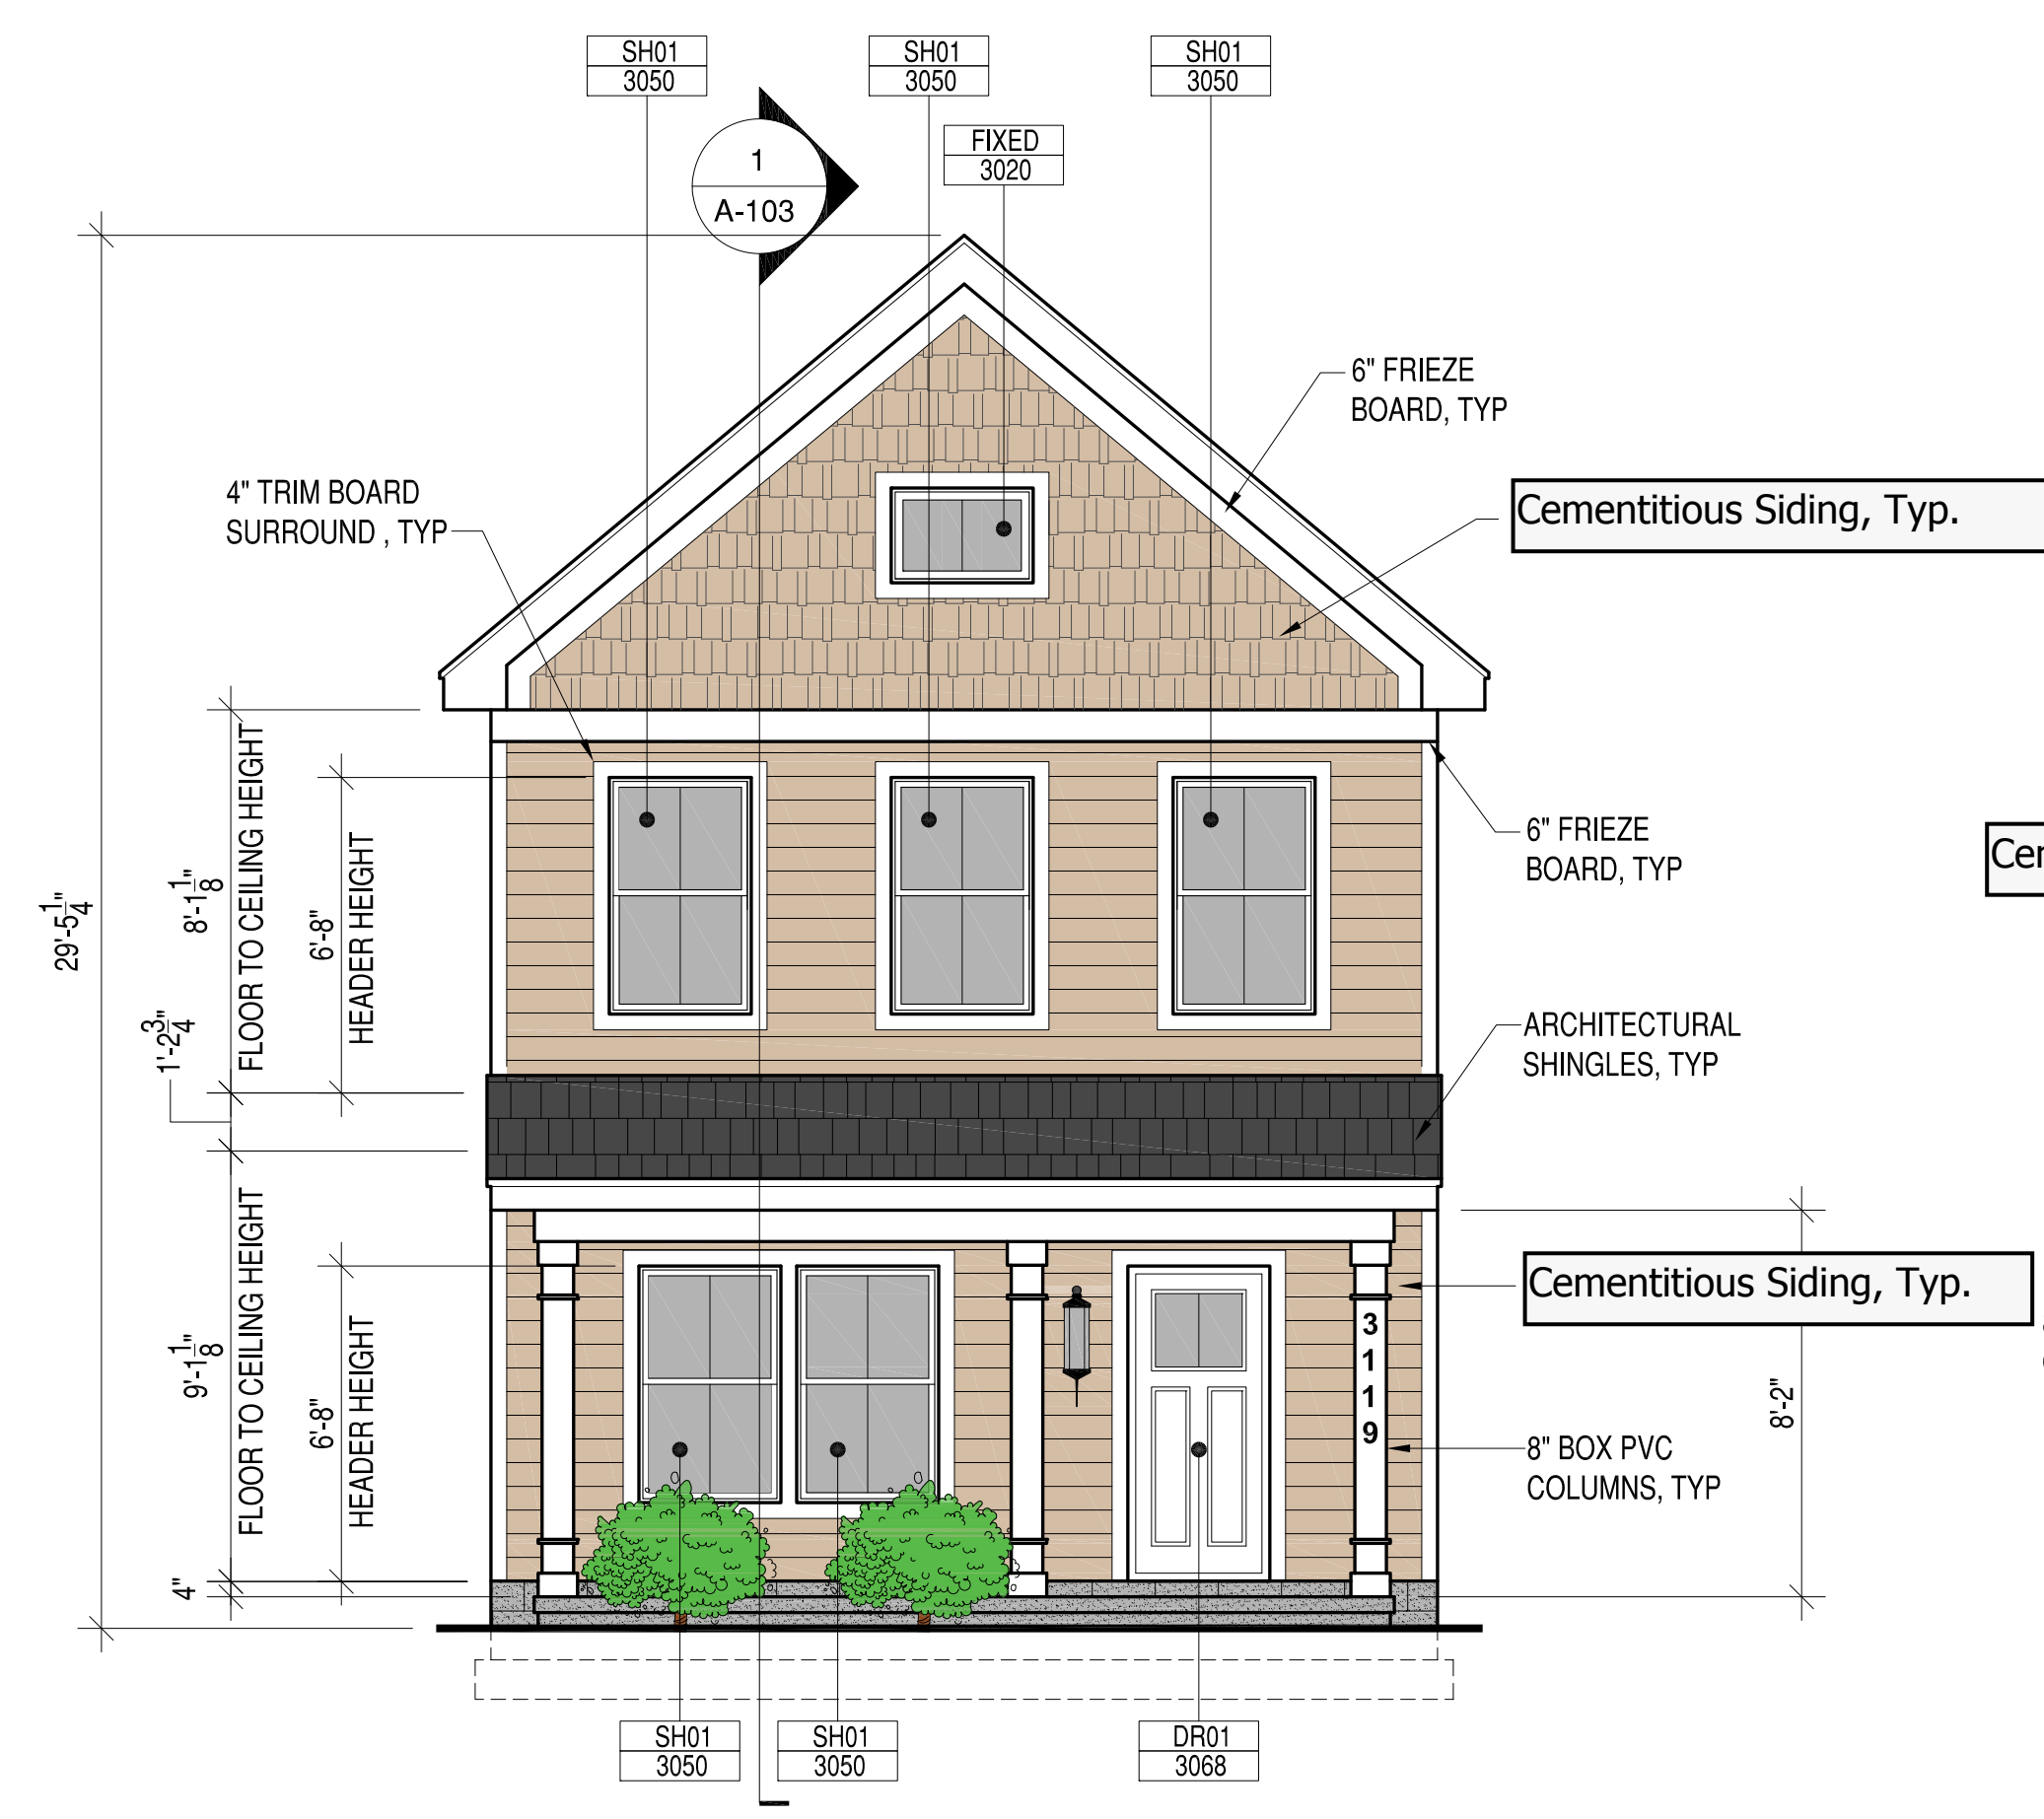 SH01
3050
SH01
3050
SH01
3050
FIXED
3020
1
A-103
6" FRIEZE
BOARD, TYP
4" TRIM BOARD
SURROUND , TYP
Cementitious Siding, Typ.
29'-5 1/4"
8'-1 1/8"
FLOOR TO CEILING HEIGHT
6'-8"
HEADER HEIGHT
6" FRIEZE
BOARD, TYP
1'-2 3/4"
ARCHITECTURAL
SHINGLES, TYP
9'-1 1/8"
FLOOR TO CEILING HEIGHT
6'-8"
HEADER HEIGHT
4"
Cementitious Siding, Typ.
3
1
1
9
8'-2"
8" BOX PVC
COLUMNS, TYP
SH01
3050
SH01
3050
DR01
3068